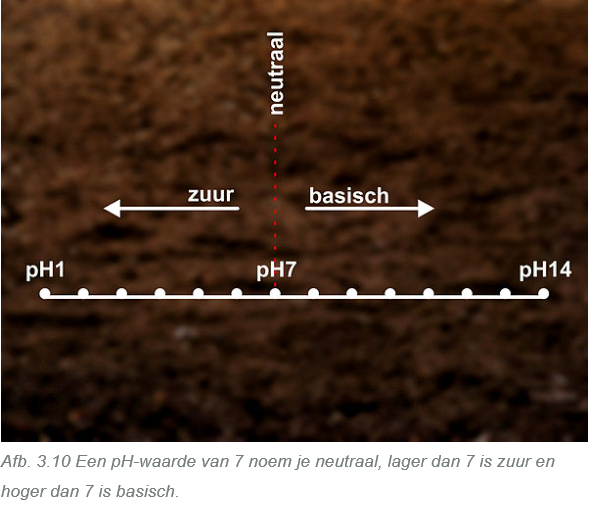 neutraal
zuur
basisch
pH1
pH7
pH14
Afb. 3.10 Een pH-waarde van 7 noem je neutraal, lager dan 7 is zuur en
hoger dan 7 is basisch.